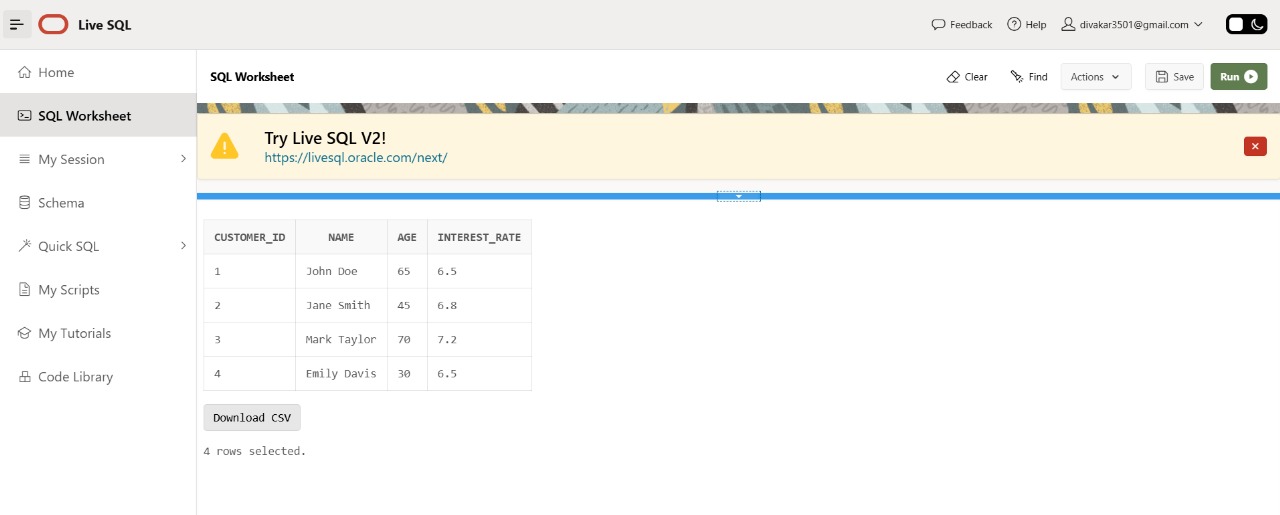 Live SQL
Feedback
Help
divakar3501@gmail.com
Home
SQL Worksheet
My Session
Schema
Quick SQL
My Scripts
My Tutorials
Code Library
SQL Worksheet
Clear
Find
Actions
Save
Run
Try Live SQL V2!
https://livesql.oracle.com/next/
CUSTOMER_ID NAME AGE INTEREST_RATE
1 John Doe 65 6.5
2 Jane Smith 45 6.8
3 Mark Taylor 70 7.2
4 Emily Davis 30 6.5
Download CSV
4 rows selected.